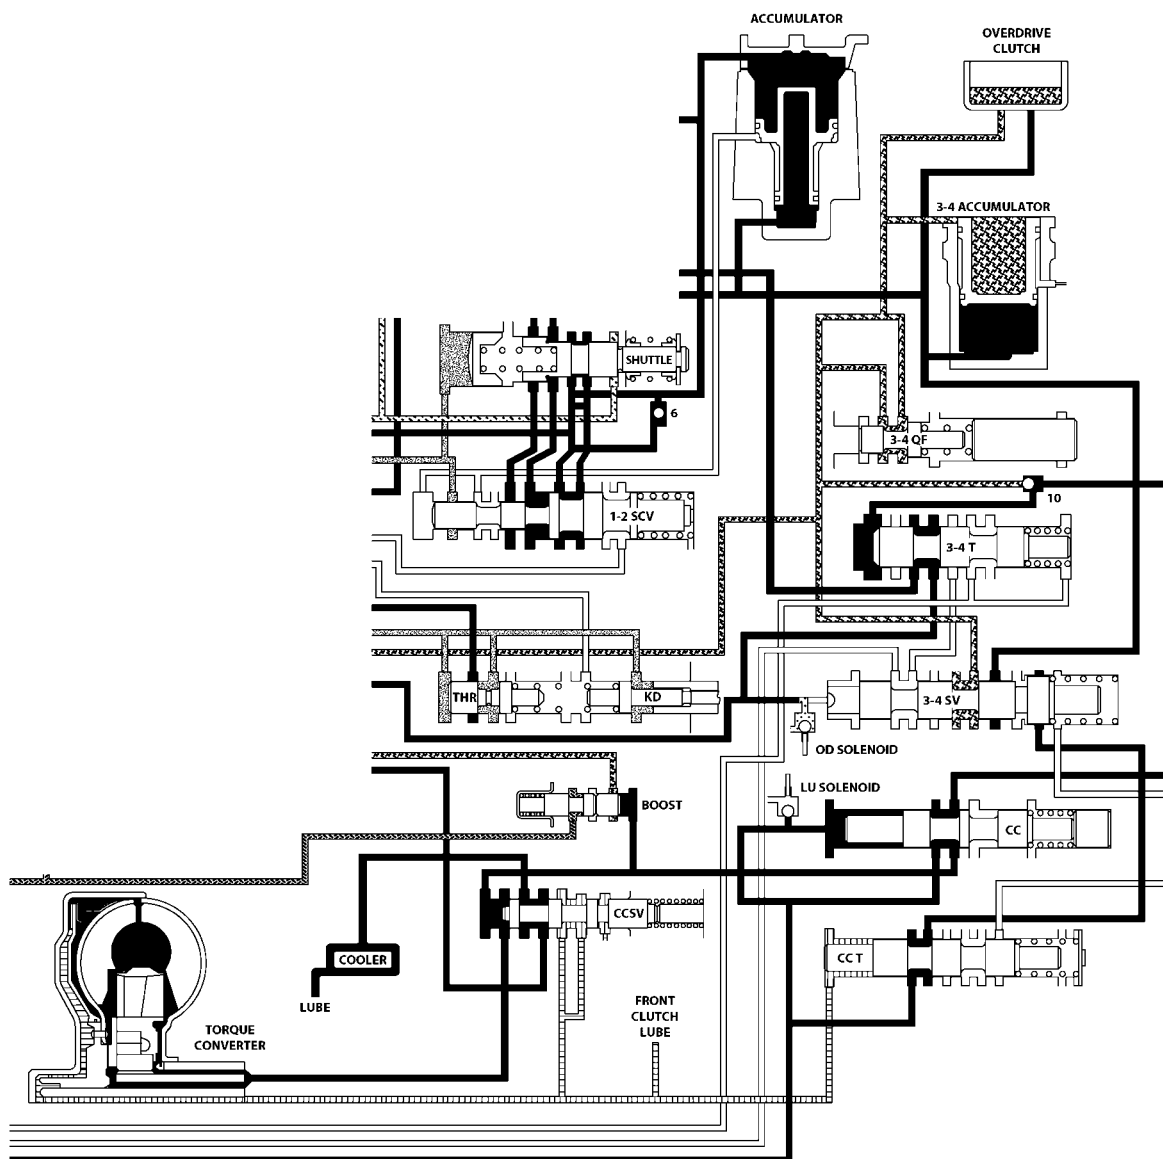 ACCUMULATOR
OVERDRIVE
CLUTCH
3-4 ACCUMULATOR
SHUTTLE
6
3-4 QF
10
1-2 SCV
3-4 T
THR
KD
3-4 SV
OD SOLENOID
LU SOLENOID
BOOST
CC
CCSV
COOLER
CC T
LUBE
FRONT
CLUTCH
LUBE
TORQUE
CONVERTER